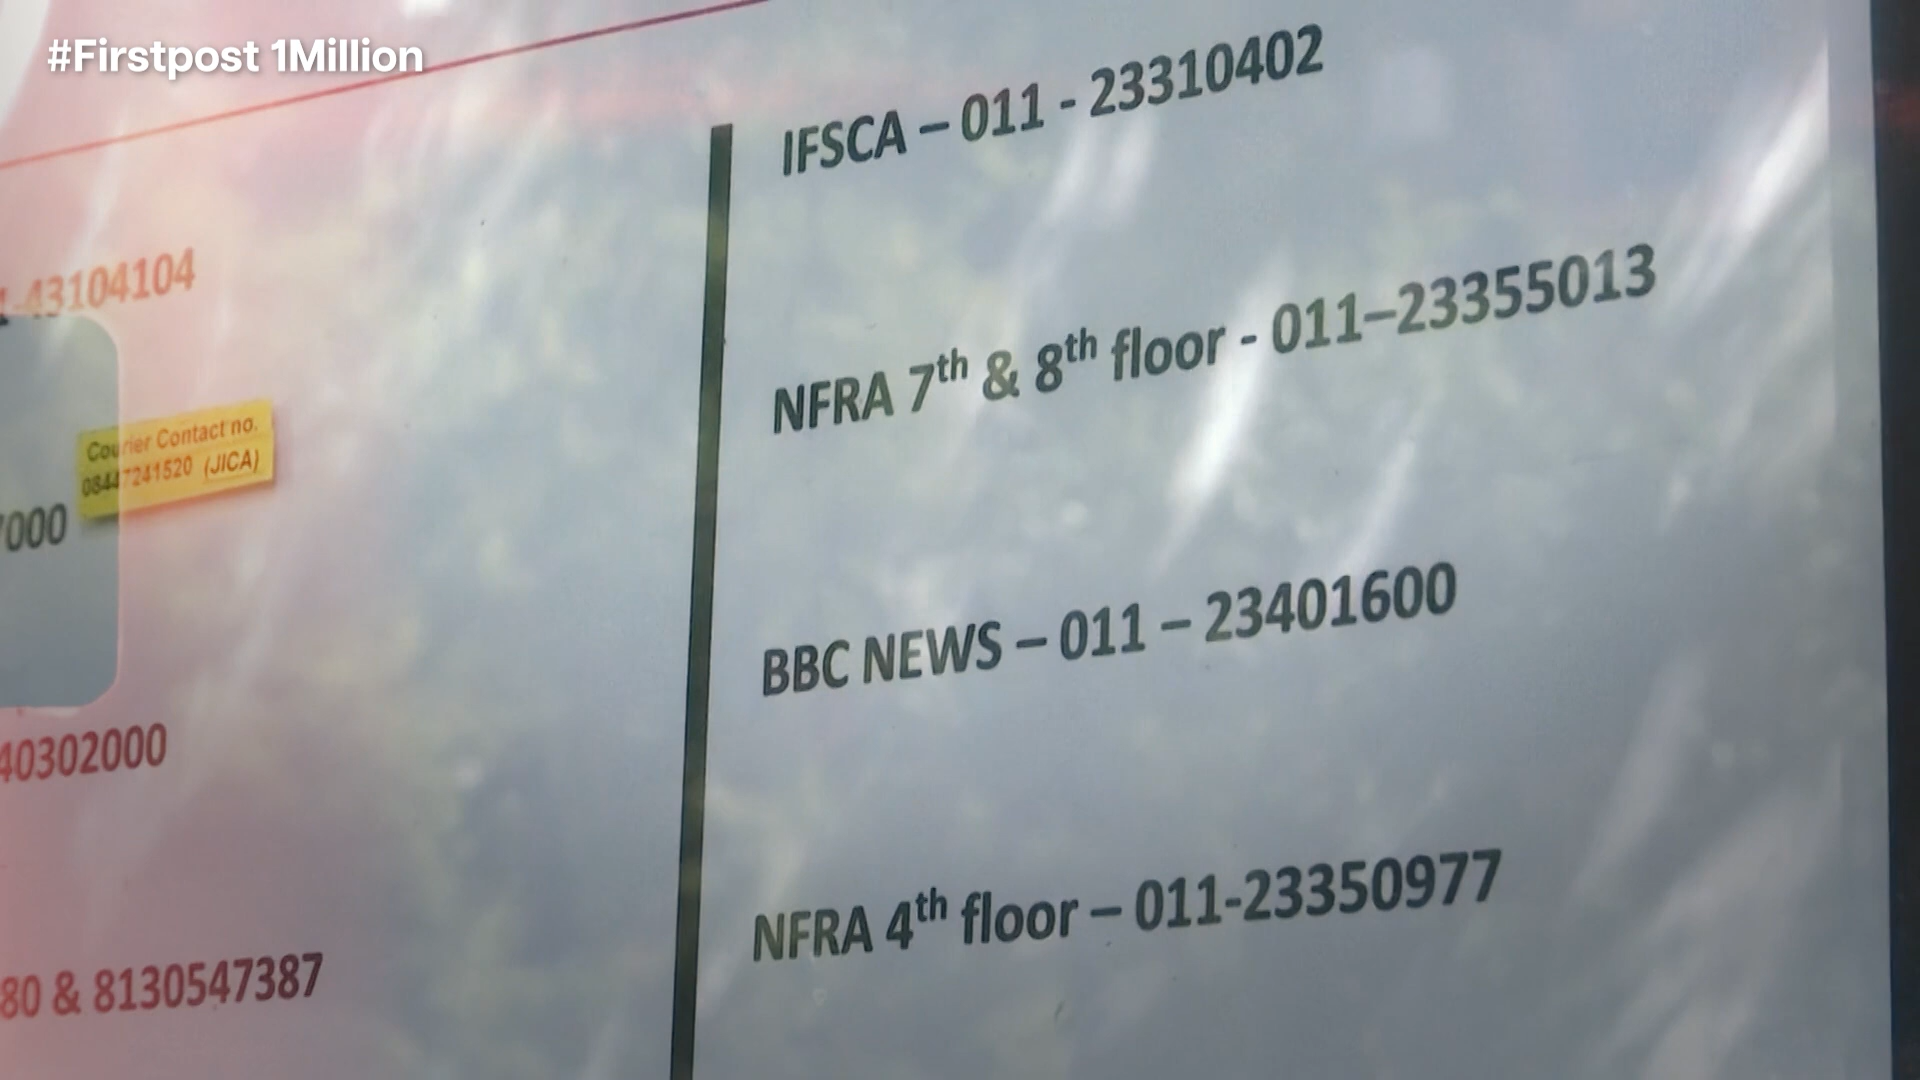 #Firstpost 1Million
43104104
Courier Contact no.
08447241520 (JICA)
000
40302000
80 & 8130547387
IFSCA – 011 - 23310402
NFRA 7th & 8th floor - 011–23355013
BBC NEWS – 011 – 23401600
NFRA 4th floor – 011-23350977